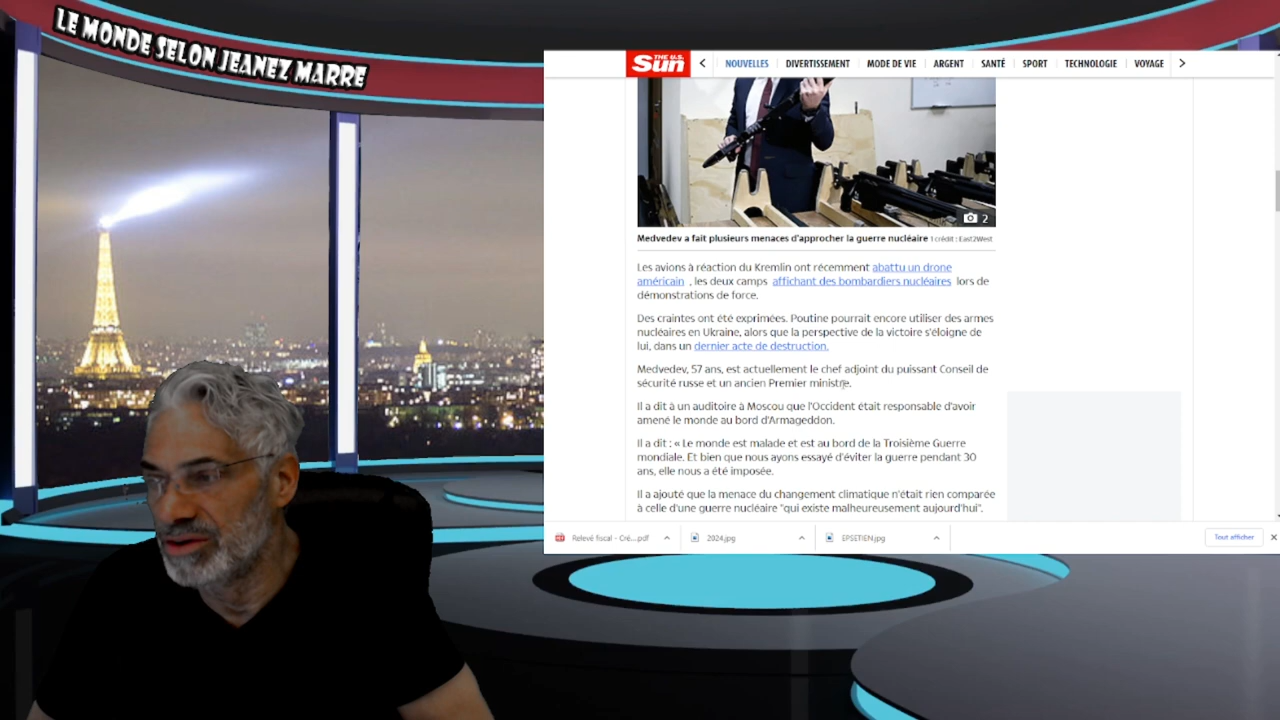 LE MONDE SELON JEANEZ MARRE
THE U.S. Sun
NOUVELLES DIVERTISSEMENT MODE DE VIE ARGENT SANTÉ SPORT TECHNOLOGIE VOYAGE
2
Medvedev a fait plusieurs menaces d'approcher la guerre nucléaire | crédit : East2West
Les avions à réaction du Kremlin ont récemment abattu un drone
américain , les deux camps affichant des bombardiers nucléaires lors de
démonstrations de force.
Des craintes ont été exprimées. Poutine pourrait encore utiliser des armes
nucléaires en Ukraine, alors que la perspective de la victoire s'éloigne de
lui, dans un dernier acte de destruction.
Medvedev, 57 ans, est actuellement le chef adjoint du puissant Conseil de
sécurité russe et un ancien Premier ministre.
Il a dit à un auditoire à Moscou que l'Occident était responsable d'avoir
amené le monde au bord d'Armageddon.
Il a dit : « Le monde est malade et est au bord de la Troisième Guerre
mondiale. Et bien que nous ayons essayé d'éviter la guerre pendant 30
ans, elle nous a été imposée.
Il a ajouté que la menace du changement climatique n'était rien comparée
à celle d'une guerre nucléaire "qui existe malheureusement aujourd'hui".
Relevé fiscal - Cré....pdf 2024.jpg EPSETIEN.jpg Tout afficher